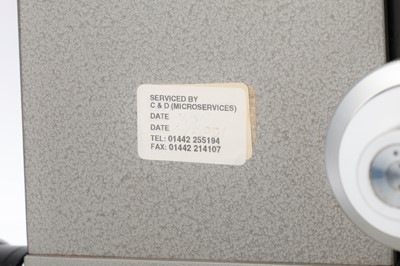 SERVICED BY
C & D (MICROSERVICES)
DATE
DATE
TEL: 01442 255194
FAX: 01442 214107